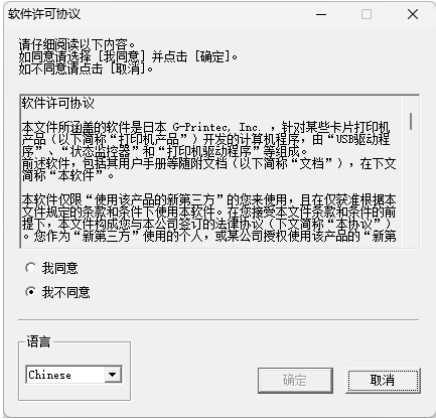 软件许可协议
请仔细阅读以下内容。
如同意请选择 [我同意] 并点击 [确定]。
如不同意请点击 [取消]。
软件许可协议
本文件所涵盖的软件是日本 G-Printec, Inc. ，针对某些卡片打印机
产品（以下简称“打印机产品”）开发的计算机程序，由“USB驱动程
序”、“状态监控器”和“打印机驱动程序”等组成。
前述软件，包括其用户手册等随附文档（以下简称“文档”），在下文
简称“本软件”。
本软件仅限“使用该产品的新第三方”的您来使用，且在仅获准根据本
文件规定的条款和条件下使用本软件。在您接受本文件条款和条件的前
提下，本文件构成您与本公司签订的法律协议（下文简称“本协议”）
。您作为“新第三方”使用的个人，或某公司授权使用该产品的“新第
我同意
我不同意
语言
Chinese
确定
取消